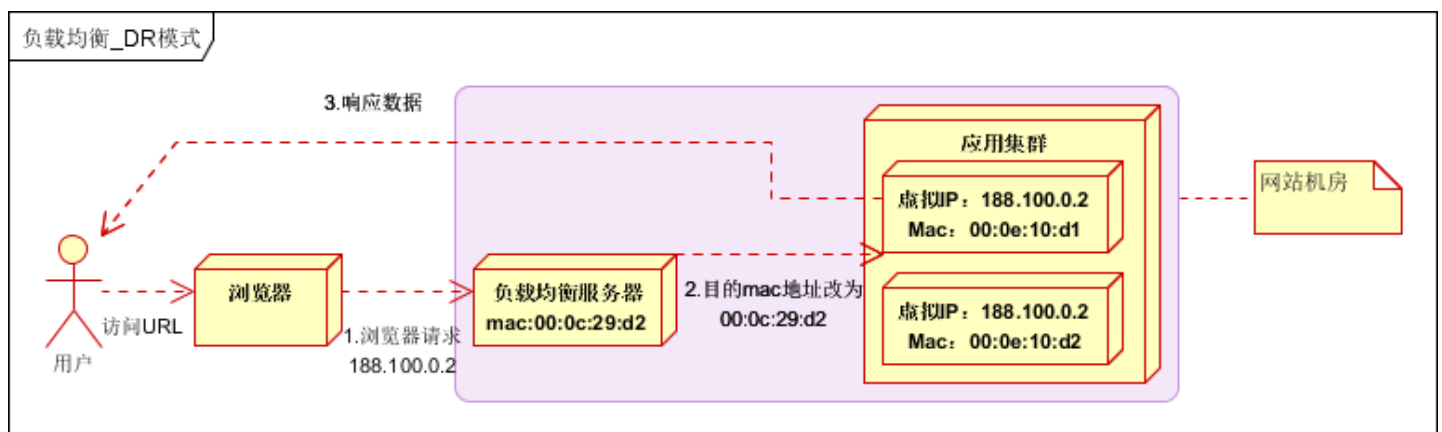 负载均衡_DR模式
3.响应数据
应用集群
虚拟IP：188.100.0.2
Mac：00:0e:10:d1
网站机房
浏览器
负载均衡服务器
mac:00:0c:29:d2
2.目的mac地址改为
00:0c:29:d2
虚拟IP：188.100.0.2
Mac：00:0e:10:d2
访问URL
1.浏览器请求
188.100.0.2
用户